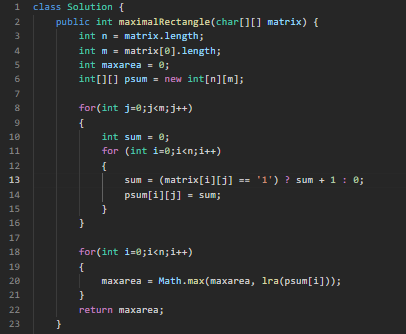 1 class Solution {
2     public int maximalRectangle(char[][] matrix) {
3         int n = matrix.length;
4         int m = matrix[0].length;
5         int maxarea = 0;
6         int[][] psum = new int[n][m];
7
8         for(int j=0;j<m;j++)
9         {
10             int sum = 0;
11             for (int i=0;i<n;i++)
12             {
13                 sum = (matrix[i][j] == '1') ? sum + 1 : 0;
14                 psum[i][j] = sum;
15             }
16         }
17
18         for(int i=0;i<n;i++)
19         {
20             maxarea = Math.max(maxarea, lra(psum[i]));
21         }
22         return maxarea;
23     }